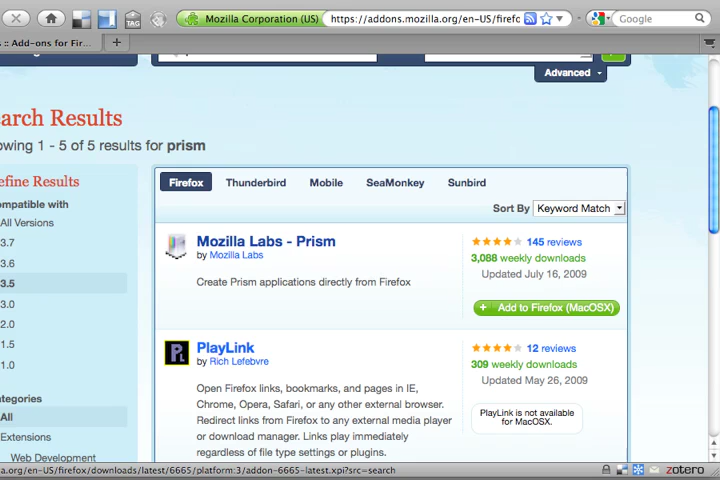 TAG
Mozilla Corporation (US)
https://addons.mozilla.org/en-US/firefo
Google
s :: Add-ons for Fir...
Advanced
arch Results
owing 1 - 5 of 5 results for prism
efine Results
ompatible with
All Versions
3.7
3.6
3.5
3.0
2.0
1.5
1.0
ategories
All
Extensions
Web Development
Firefox Thunderbird Mobile SeaMonkey Sunbird
Sort By Keyword Match
Mozilla Labs - Prism
by Mozilla Labs
Create Prism applications directly from Firefox
145 reviews
3,088 weekly downloads
Updated July 16, 2009
+ Add to Firefox (MacOSX)
PL
PlayLink
by Rich Lefebvre
Open Firefox links, bookmarks, and pages in IE,
Chrome, Opera, Safari, or any other external browser.
Redirect links from Firefox to any external media player
or download manager. Links play immediately
regardless of file type settings or plugins.
12 reviews
309 weekly downloads
Updated May 26, 2009
PlayLink is not available
for MacOSX.
la.org/en-US/firefox/downloads/latest/6665/platform:3/addon-6665-latest.xpi?src=search
zotero